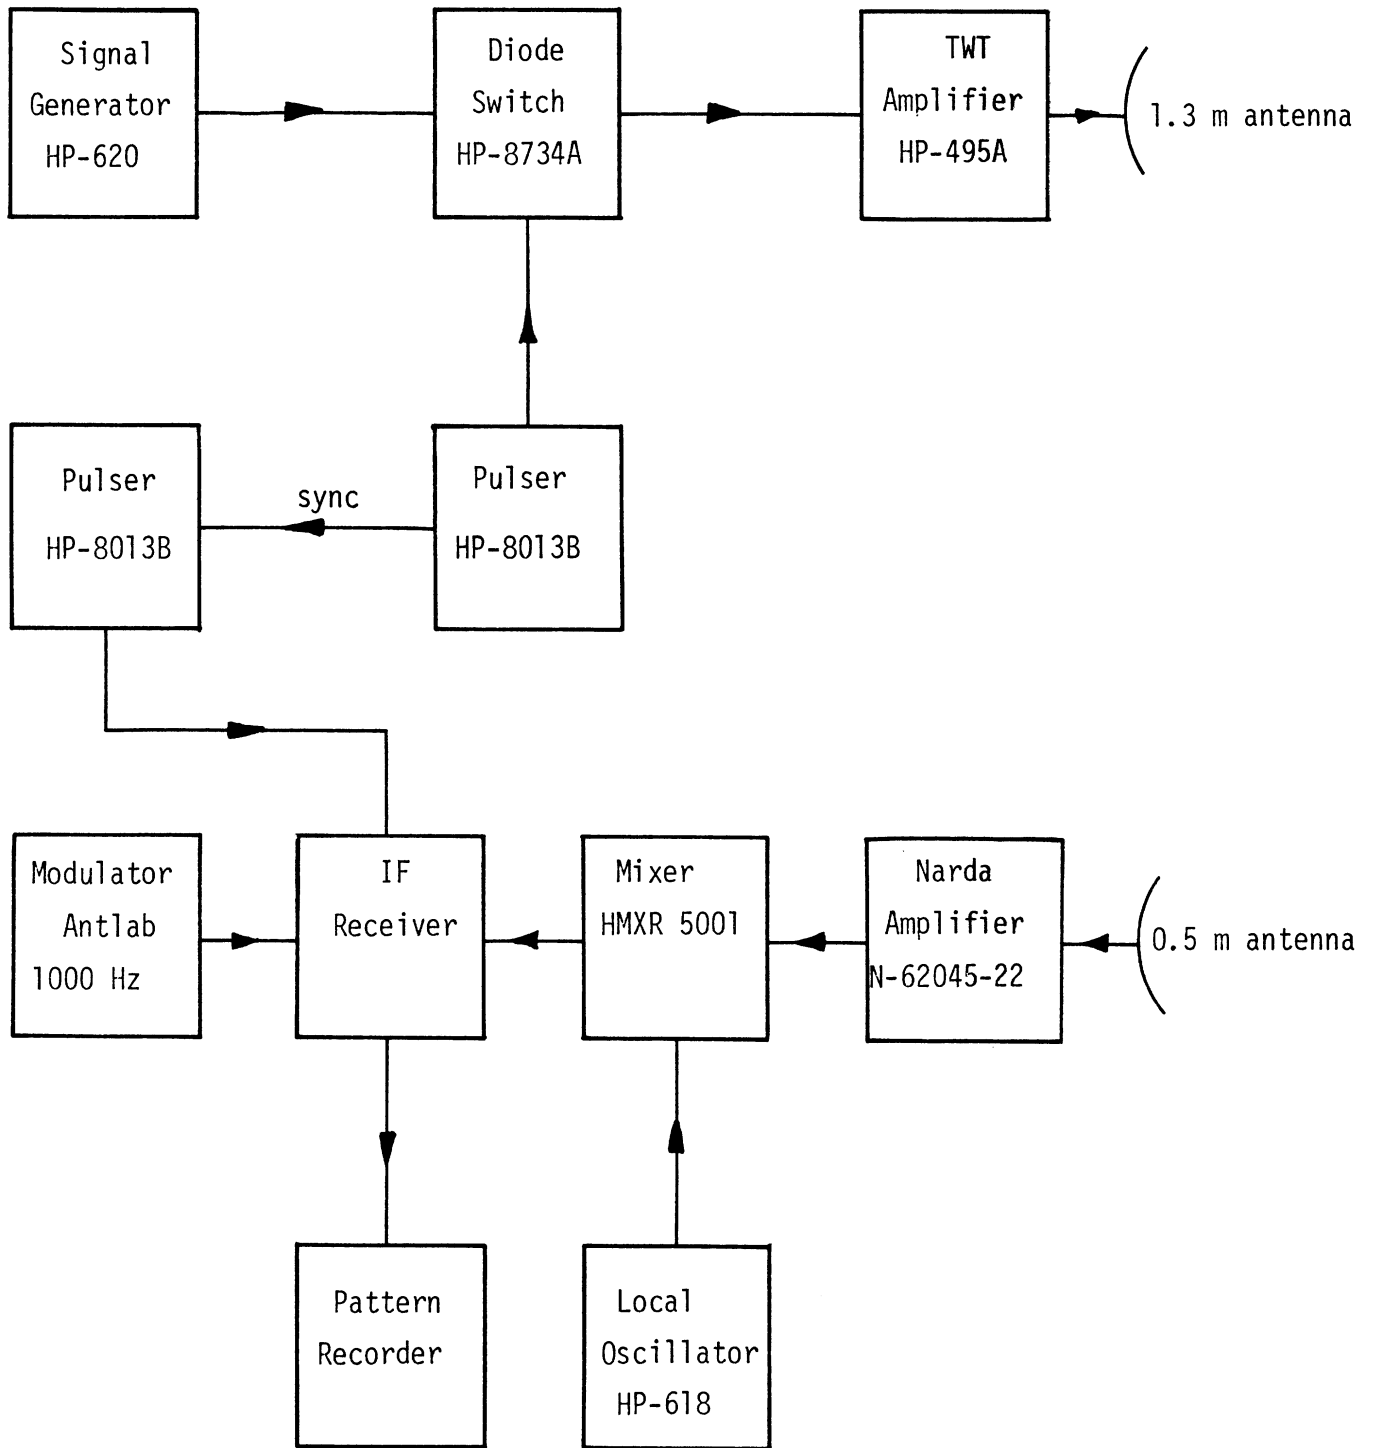 Signal
Generator
HP-620
Diode
Switch
HP-8734A
TWT
Amplifier
HP-495A
1.3 m antenna
Pulser
HP-8013B
sync
Pulser
HP-8013B
Modulator
Antlab
1000 Hz
IF
Receiver
Mixer
HMXR 5001
Narda
Amplifier
N-62045-22
0.5 m antenna
Pattern
Recorder
Local
Oscillator
HP-618